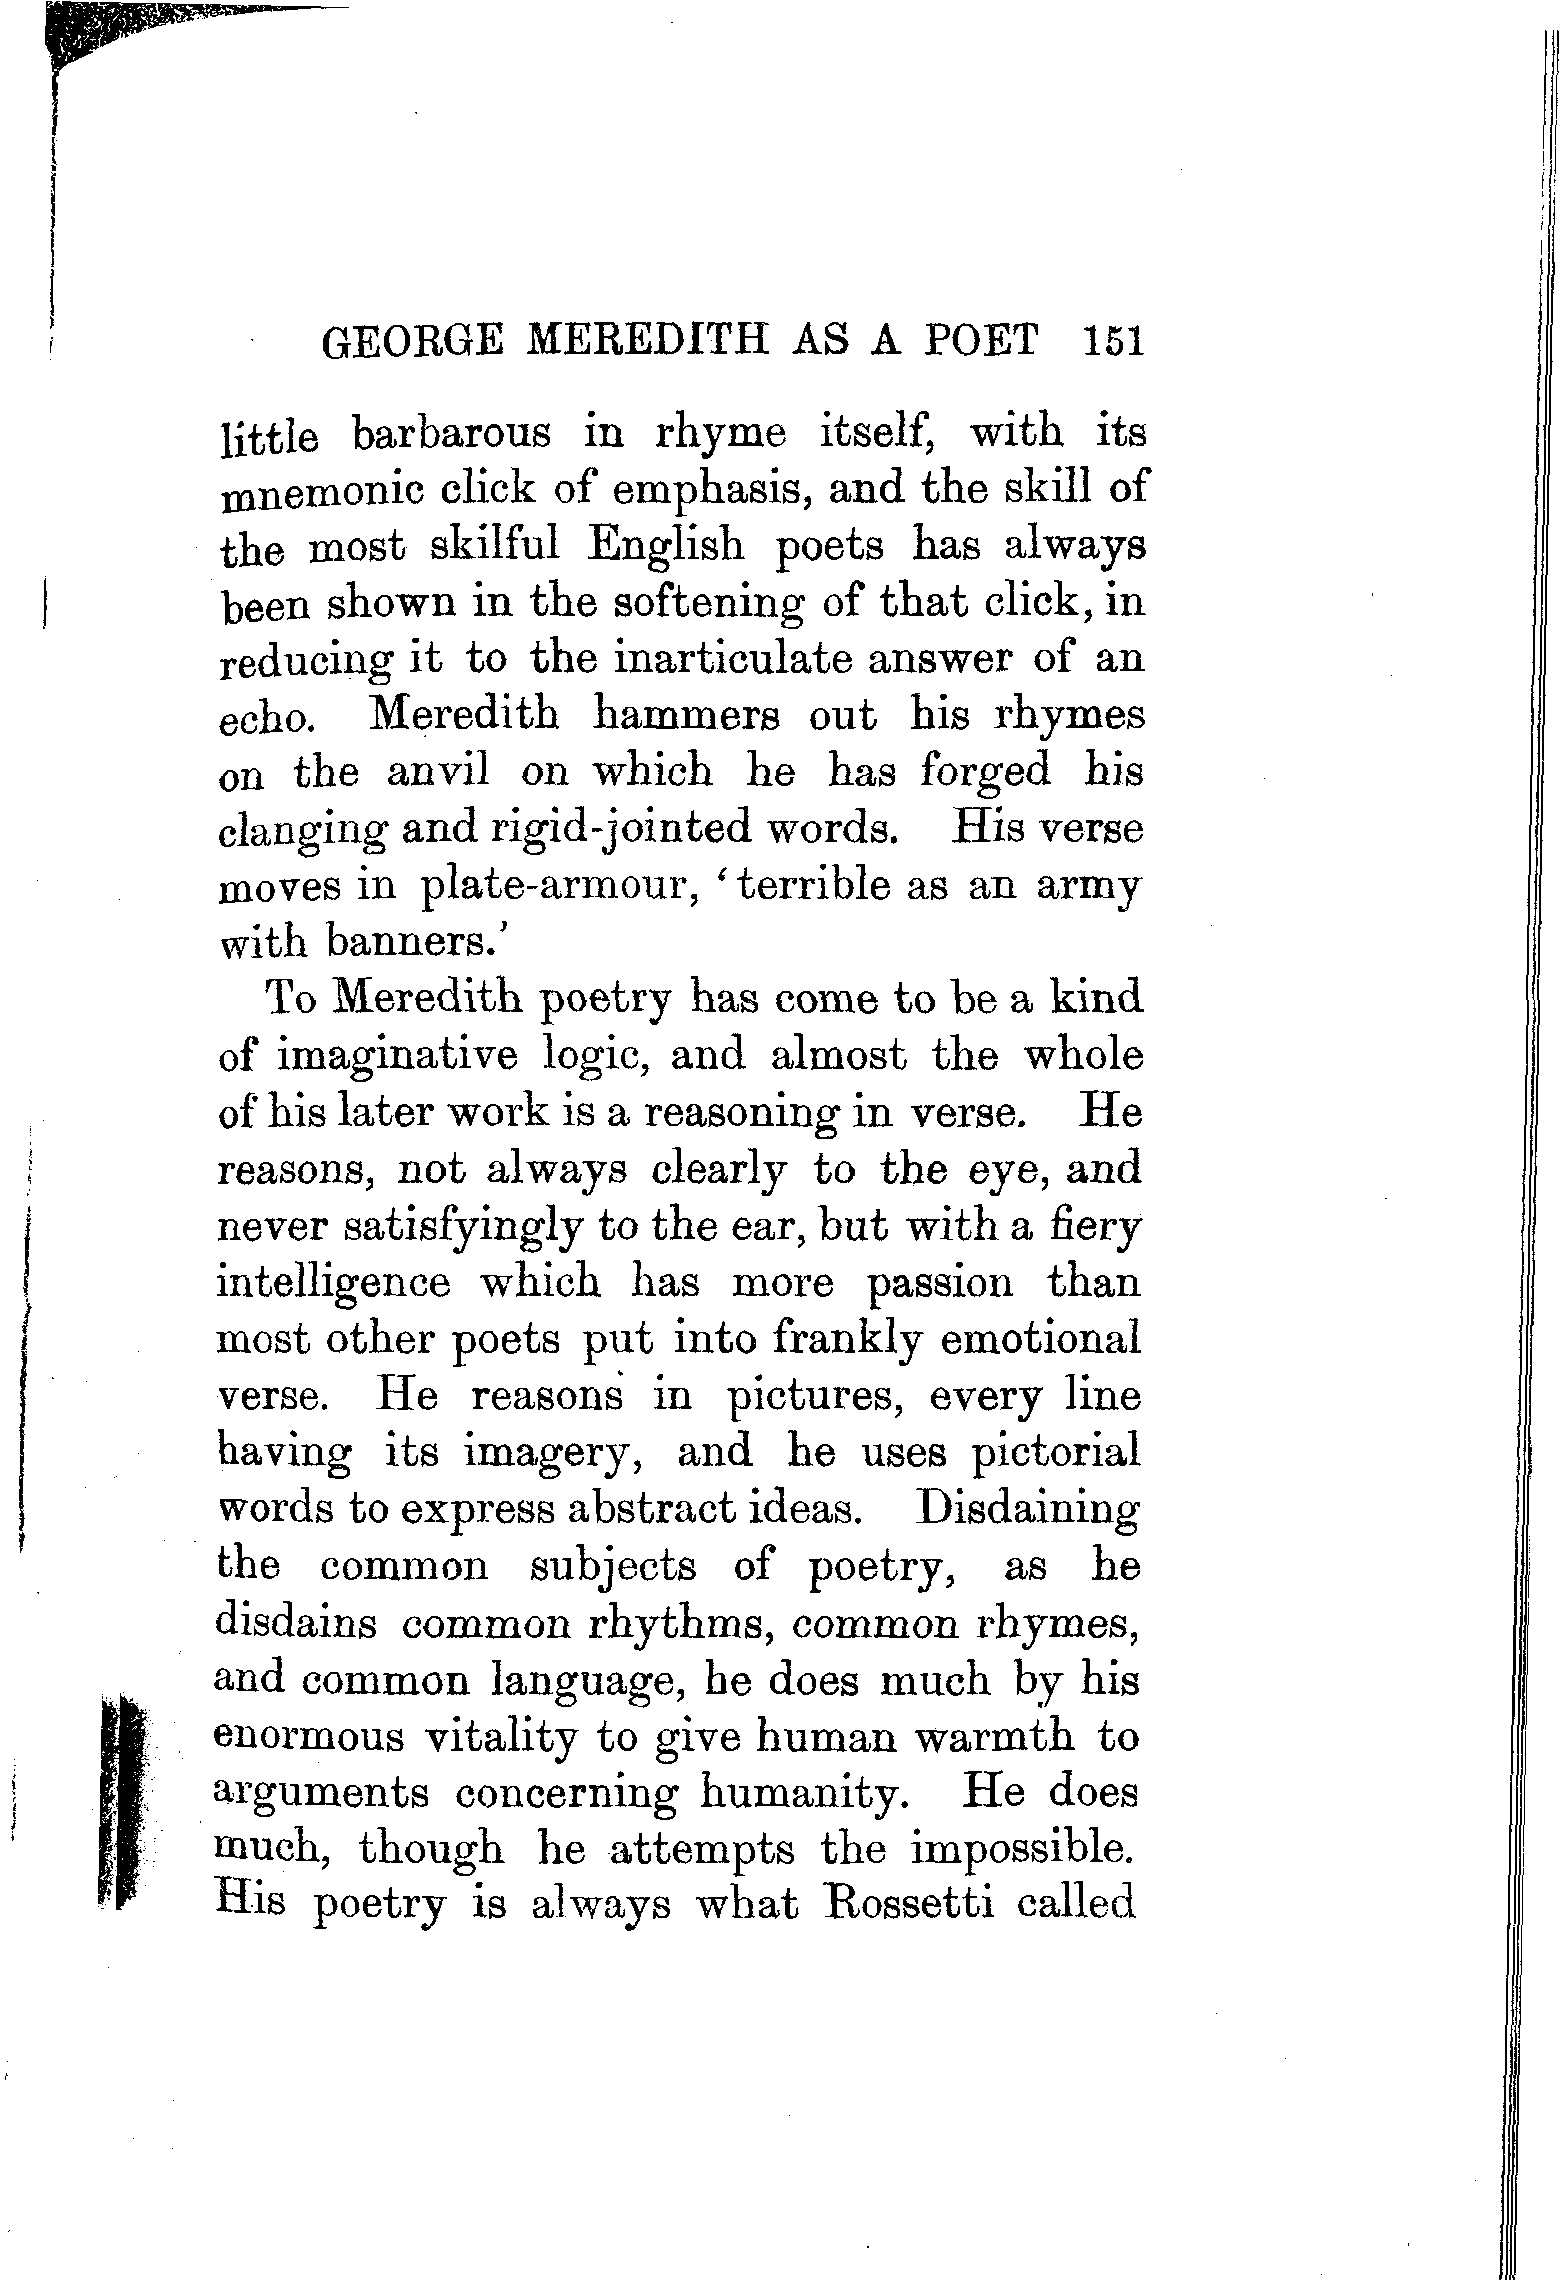 GEORGE MEREDITH AS A POET 151
little barbarous in rhyme itself, with its
mnemonic click of emphasis, and the skill of
the most skilful English poets has always
been shown in the softening of that click, in
reducing it to the inarticulate answer of an
echo. Meredith hammers out his rhymes
on the anvil on which he has forged his
clanging and rigid-jointed words. His verse
moves in plate-armour, ‘terrible as an army
with banners.’
To Meredith poetry has come to be a kind
of imaginative logic, and almost the whole
of his later work is a reasoning in verse. He
reasons, not always clearly to the eye, and
never satisfyingly to the ear, but with a fiery
intelligence which has more passion than
most other poets put into frankly emotional
verse. He reasons in pictures, every line
having its imagery, and he uses pictorial
words to express abstract ideas. Disdaining
the common subjects of poetry, as he
disdains common rhythms, common rhymes,
and common language, he does much by his
enormous vitality to give human warmth to
arguments concerning humanity. He does
much, though he attempts the impossible.
His poetry is always what Rossetti called